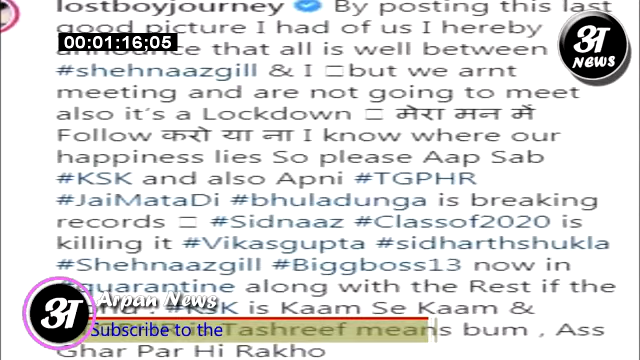 lostboyjourney By posting this last
good picture I had of us I hereby
00:01:16;05
announce that all is well between
अT
NEWS
#shehnaazgill & I □but we arnt
meeting and are not going to meet
also it's a Lockdown □ मेरा मन में
Follow करो या ना I know where our
happiness lies So please Aap Sab
#KSK and also Apni #TGPHR
#JaiMataDi #bhuladunga is breaking
records □ #Sidnaaz #Classof2020 is
killing it #Vikasgupta #sidharthshukla
#Shehnaazgill #Biggboss13 now in
#quarantine along with the Rest if the
#KSK is Kaam Se Kaam &
Tashreef means bum , Ass
Ghar Par Hi Rakho
अT
Arpan News
Subscribe to the